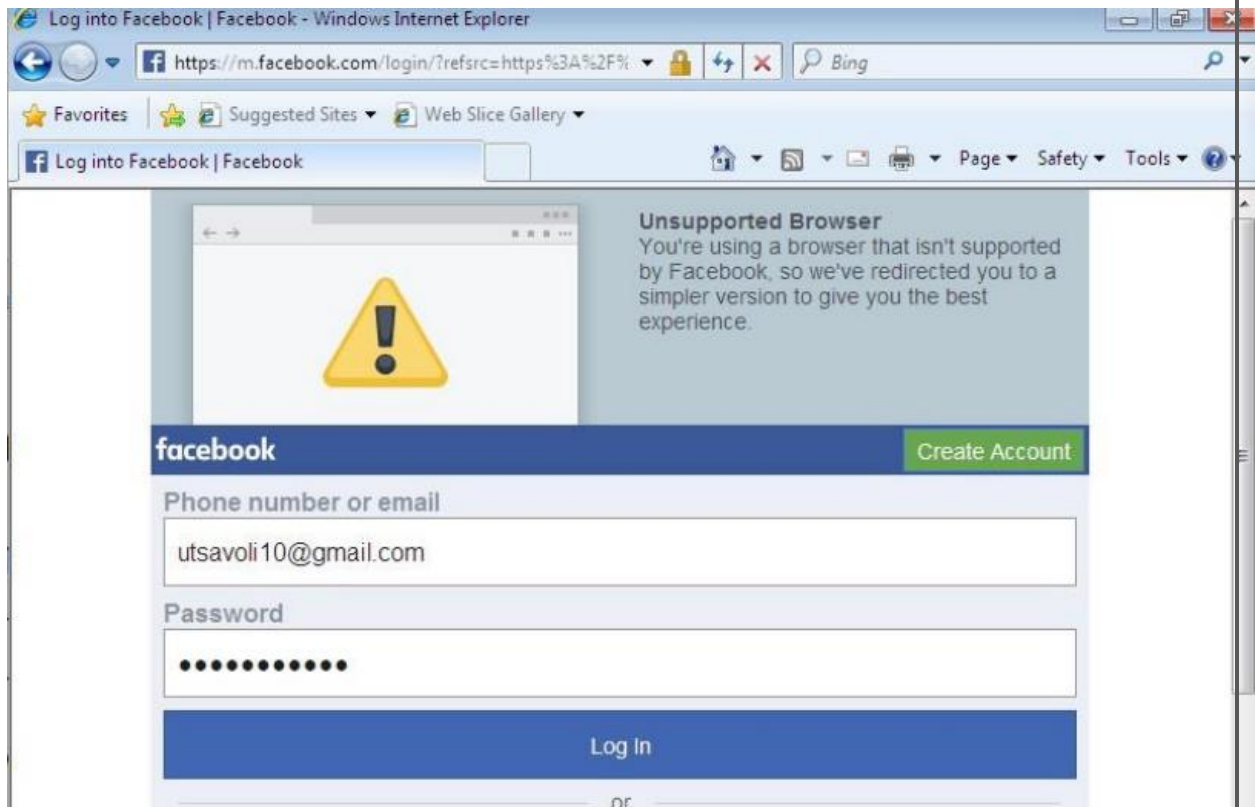 Log into Facebook | Facebook - Windows Internet Explorer
https://m.facebook.com/login/?refsrc=https%3A%2F%
Bing
Favorites
Suggested Sites
Web Slice Gallery
Log into Facebook | Facebook
Page
Safety
Tools
Unsupported Browser
You're using a browser that isn't supported
by Facebook, so we've redirected you to a
simpler version to give you the best
experience.
facebook
Create Account
Phone number or email
utsavoli10@gmail.com
Password
•••••••••••
Log In
or